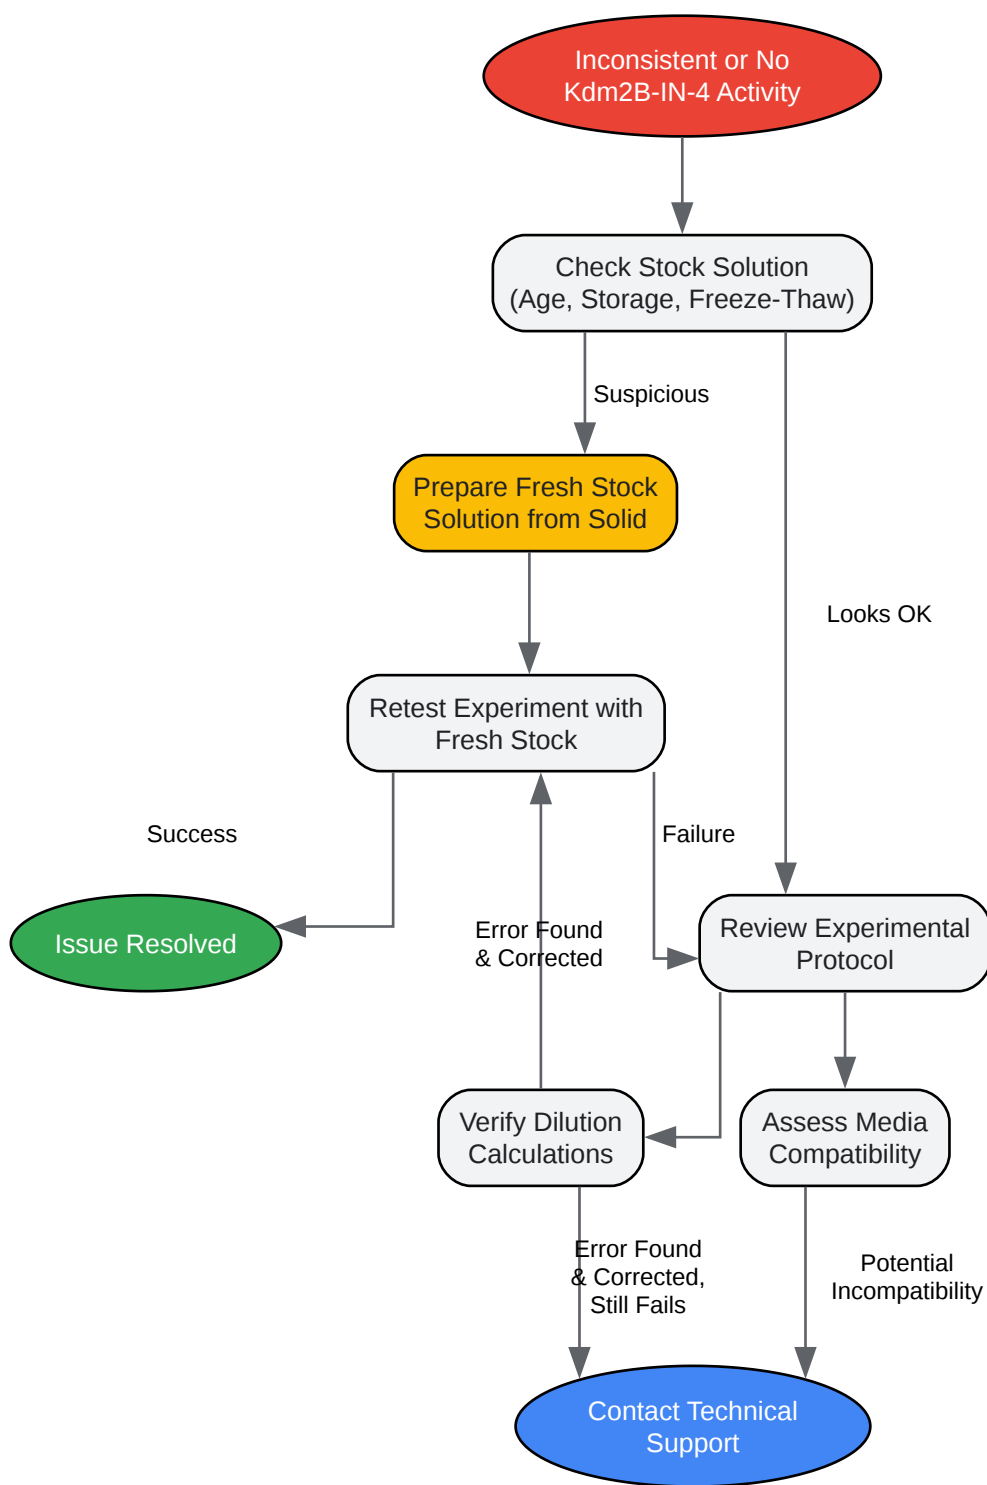 Inconsistent or No
Kdm2B-IN-4 Activity
Check Stock Solution
(Age, Storage, Freeze-Thaw)
Suspicious
Prepare Fresh Stock
Solution from Solid
Looks OK
Retest Experiment with
Fresh Stock
Success
Failure
Issue Resolved
Error Found
& Corrected
Review Experimental
Protocol
Verify Dilution
Calculations
Assess Media
Compatibility
Error Found
& Corrected,
Still Fails
Potential
Incompatibility
Contact Technical
Support